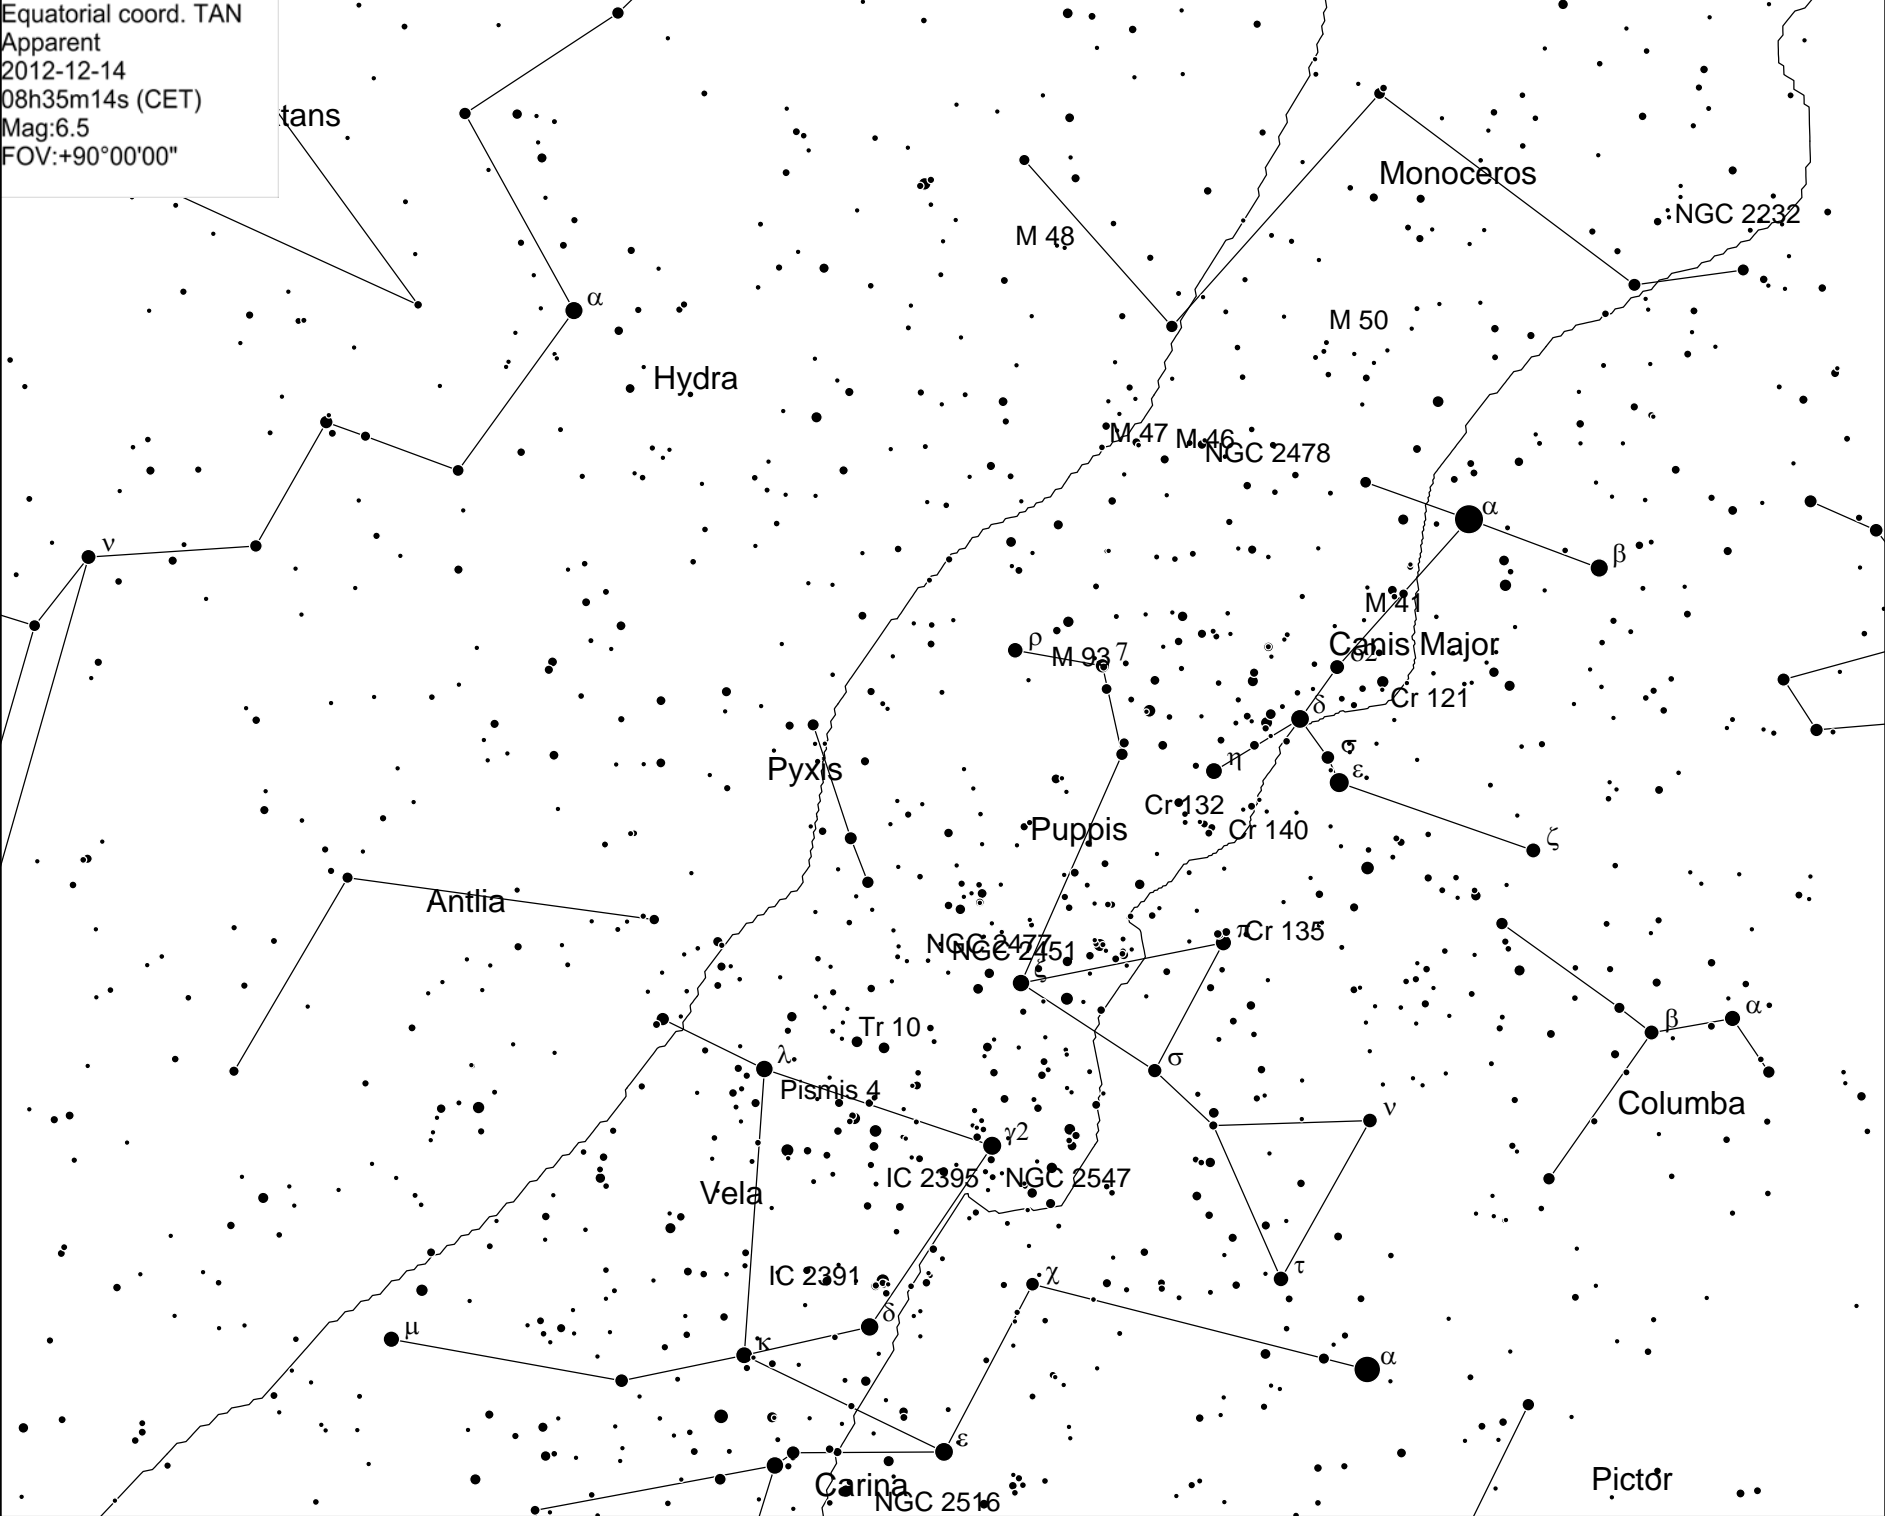 Equatorial coord. TAN
Apparent
2012-12-14
08h35m14s (CET)
Mag:6.5
FOV:+90°00'00"
tans
Monoceros
NGC 2232
M 48
α
M 50
Hydra
M 47
M 46
NGC 2478
α
ν
β
M 41
ρ
M 93
7
Canis Major
ο2
Cr 121
δ
σ
η
ε
Pyxis
Cr 132
Puppis
Cr 140
ζ
Antlia
π
Cr 135
NGC 2477
NGC 2451
ζ
α
β
Tr 10
λ
σ
Pismis 4
ν
Columba
γ2
IC 2395
NGC 2547
Vela
τ
IC 2391
χ
δ
μ
κ
α
ε
Carina
Pictor
NGC 2516